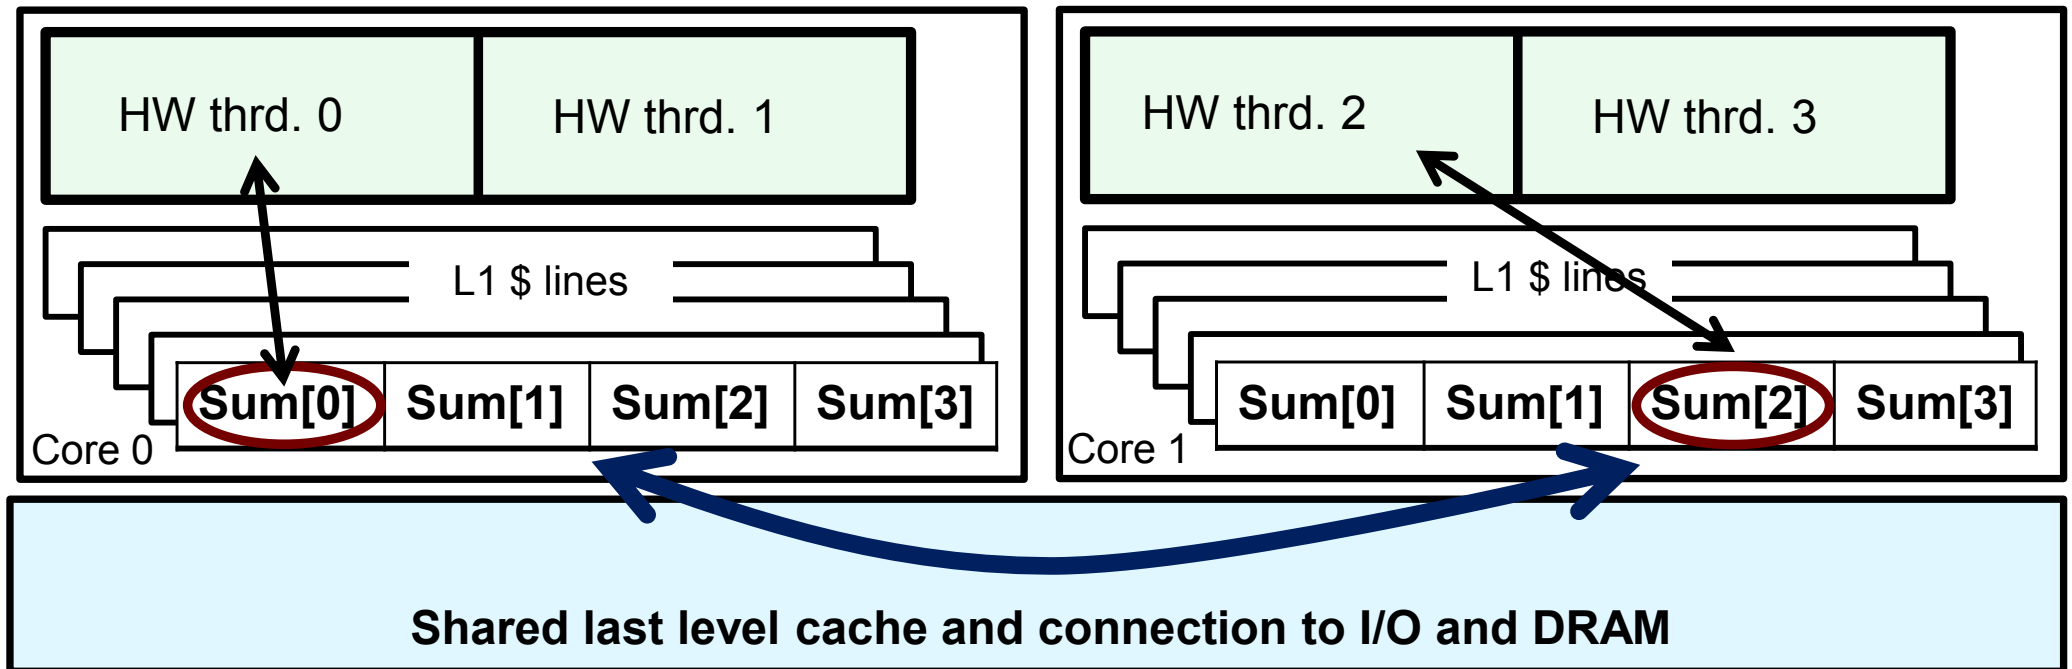 HW thrd. 0
HW thrd. 1
L1 $ lines
Sum[0] Sum[1] Sum[2] Sum[3]
Core 0
HW thrd. 2
HW thrd. 3
L1 $ lines
Sum[0] Sum[1] Sum[2] Sum[3]
Core 1
Shared last level cache and connection to I/O and DRAM